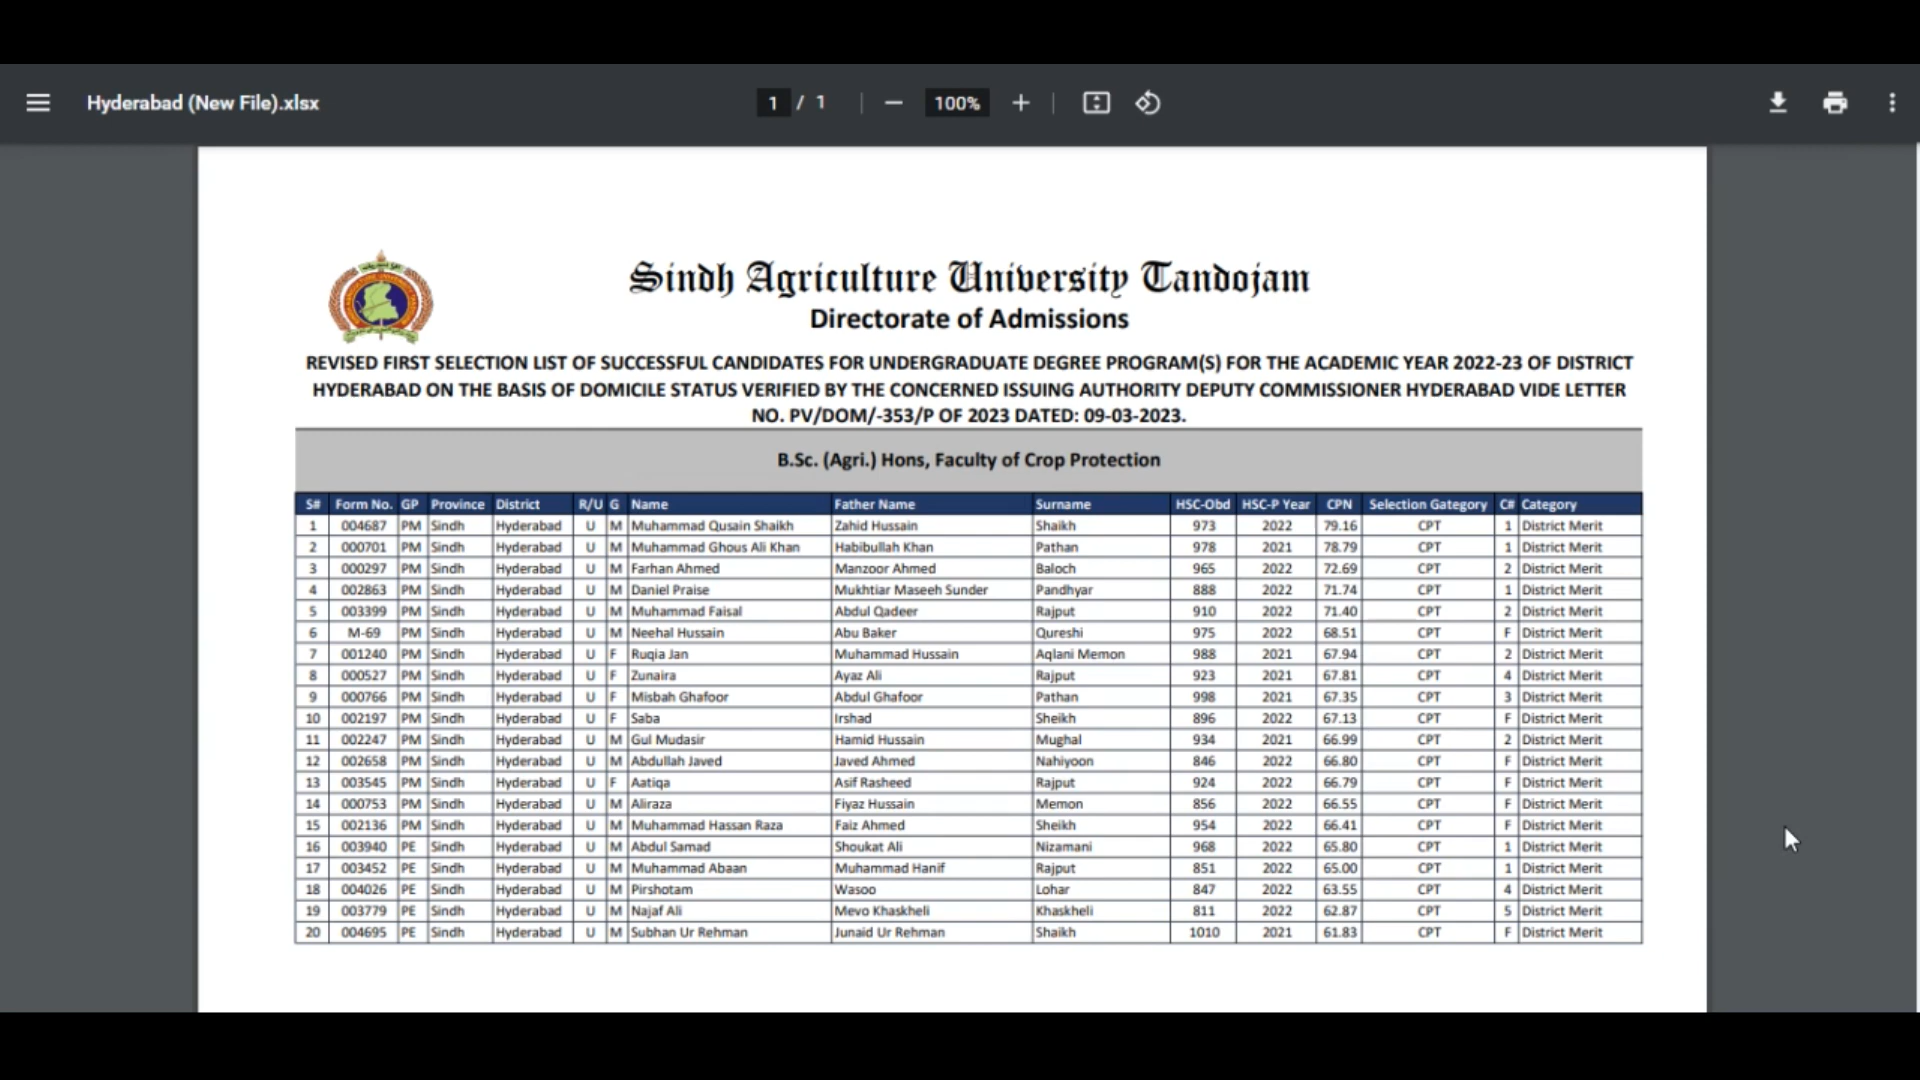 Hyderabad (New File).xlsx
1 / 1
100%
Sindh Agriculture University Tandojam
Directorate of Admissions
REVISED FIRST SELECTION LIST OF SUCCESSFUL CANDIDATES FOR UNDERGRADUATE DEGREE PROGRAM(S) FOR THE ACADEMIC YEAR 2022-23 OF DISTRICT
HYDERABAD ON THE BASIS OF DOMICILE STATUS VERIFIED BY THE CONCERNED ISSUING AUTHORITY DEPUTY COMMISSIONER HYDERABAD VIDE LETTER
NO. PV/DOM/-353/P OF 2023 DATED: 09-03-2023.
B.Sc. (Agri.) Hons, Faculty of Crop Protection
S# Form No. GP Province District R/U G Name Father Name Surname HSC-Obd HSC-P Year CPN Selection Gategory C# Category
1 004687 PM Sindh Hyderabad U M Muhammad Qusain Shaikh Zahid Hussain Shaikh 973 2022 79.16 CPT 1 District Merit
2 000701 PM Sindh Hyderabad U M Muhammad Ghous Ali Khan Habibullah Khan Pathan 978 2021 78.79 CPT 1 District Merit
3 000297 PM Sindh Hyderabad U M Farhan Ahmed Manzoor Ahmed Baloch 965 2022 72.69 CPT 2 District Merit
4 002863 PM Sindh Hyderabad U M Daniel Praise Mukhtiar Maseeh Sunder Pandhyar 888 2022 71.74 CPT 1 District Merit
5 003399 PM Sindh Hyderabad U M Muhammad Faisal Abdul Qadeer Rajput 910 2022 71.40 CPT 2 District Merit
6 M-69 PM Sindh Hyderabad U M Neehal Hussain Abu Baker Qureshi 975 2022 68.51 CPT F District Merit
7 001240 PM Sindh Hyderabad U F Ruqia Jan Muhammad Hussain Aqlani Memon 988 2021 67.94 CPT 2 District Merit
8 000527 PM Sindh Hyderabad U F Zunaira Ayaz Ali Rajput 923 2021 67.81 CPT 4 District Merit
9 000766 PM Sindh Hyderabad U F Misbah Ghafoor Abdul Ghafoor Pathan 998 2021 67.35 CPT 3 District Merit
10 002197 PM Sindh Hyderabad U F Saba Irshad Sheikh 896 2022 67.13 CPT F District Merit
11 002247 PM Sindh Hyderabad U M Gul Mudasir Hamid Hussain Mughal 934 2021 66.99 CPT 2 District Merit
12 002658 PM Sindh Hyderabad U M Abdullah Javed Javed Ahmed Nahiyoon 846 2022 66.80 CPT F District Merit
13 003545 PM Sindh Hyderabad U F Aatiqa Asif Rasheed Rajput 924 2022 66.79 CPT F District Merit
14 000753 PM Sindh Hyderabad U M Aliraza Fiyaz Hussain Memon 856 2022 66.55 CPT F District Merit
15 002136 PM Sindh Hyderabad U M Muhammad Hassan Raza Faiz Ahmed Sheikh 954 2022 66.41 CPT F District Merit
16 003940 PE Sindh Hyderabad U M Abdul Samad Shoukat Ali Nizamani 968 2022 65.80 CPT 1 District Merit
17 003452 PE Sindh Hyderabad U M Muhammad Abaan Muhammad Hanif Rajput 851 2022 65.00 CPT 1 District Merit
18 004026 PE Sindh Hyderabad U M Pirshotam Wasoo Lohar 847 2022 63.55 CPT 4 District Merit
19 003779 PE Sindh Hyderabad U M Najaf Ali Mevo Khaskheli Khaskheli 811 2022 62.87 CPT 5 District Merit
20 004695 PE Sindh Hyderabad U M Subhan Ur Rehman Junaid Ur Rehman Shaikh 1010 2021 61.83 CPT F District Merit